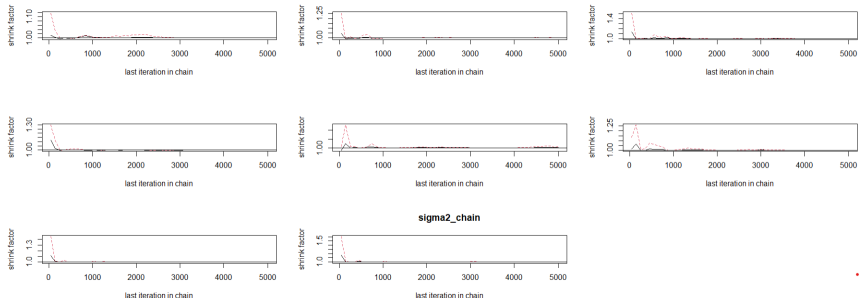 shrink factor
1.00 1.10
0 1000 2000 3000 4000 5000
last iteration in chain
shrink factor
1.00 1.25
0 1000 2000 3000 4000 5000
last iteration in chain
shrink factor
1.0 1.4
0 1000 2000 3000 4000 5000
last iteration in chain
shrink factor
1.00 1.30
0 1000 2000 3000 4000 5000
last iteration in chain
shrink factor
1.00
0 1000 2000 3000 4000 5000
last iteration in chain
shrink factor
1.00 1.25
0 1000 2000 3000 4000 5000
last iteration in chain
shrink factor
1.0 1.3
0 1000 2000 3000 4000 5000
last iteration in chain
sigma2_chain
shrink factor
1.0 1.5
0 1000 2000 3000 4000 5000
last iteration in chain